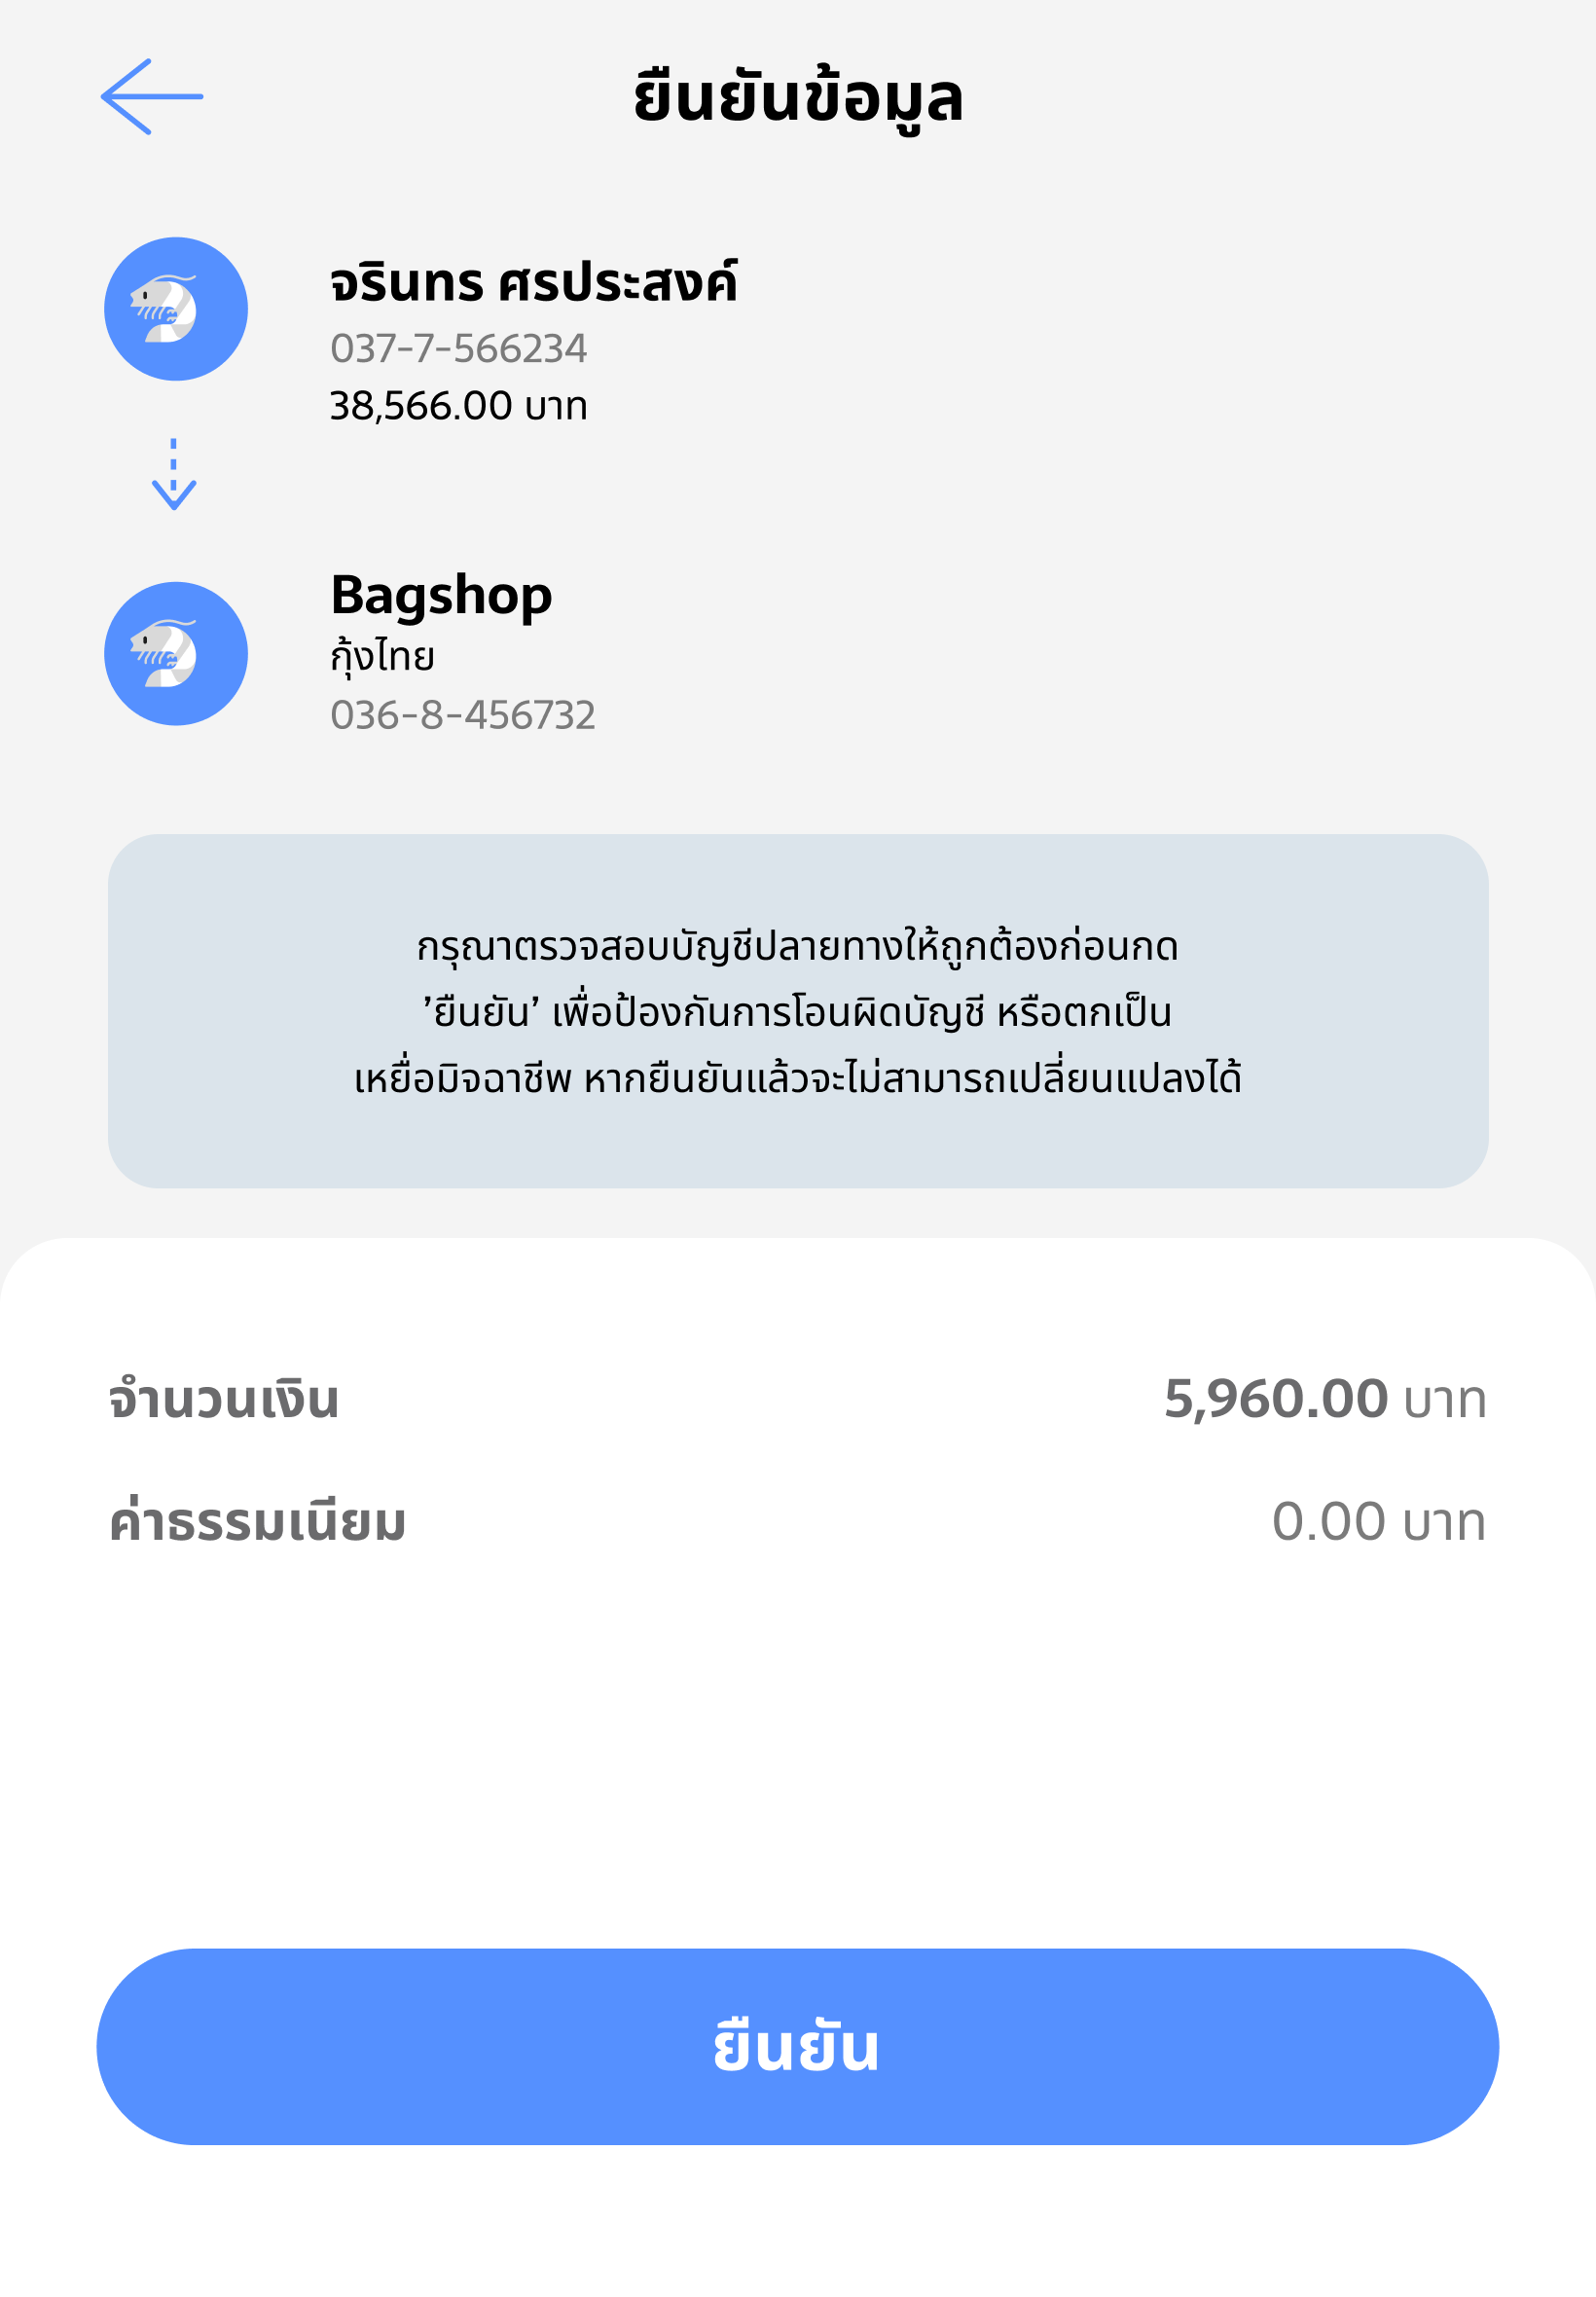 ยืนยันข้อมูล
จรินทร ศรประสงค์
037-7-566234
38,566.00 บาท
Bagshop
กุ้งไทย
036-8-456732
กรุณาตรวจสอบบัญชีปลายทางให้ถูกต้องก่อนกด
’ยืนยัน’ เพื่อป้องกันการโอนผิดบัญชี หรือตกเป็น
เหยื่อมิจฉาชีพ หากยืนยันแล้วจะไม่สามารถเปลี่ยนแปลงได้
จำนวนเงิน 5,960.00 บาท
ค่าธรรมเนียม 0.00 บาท
ยืนยัน